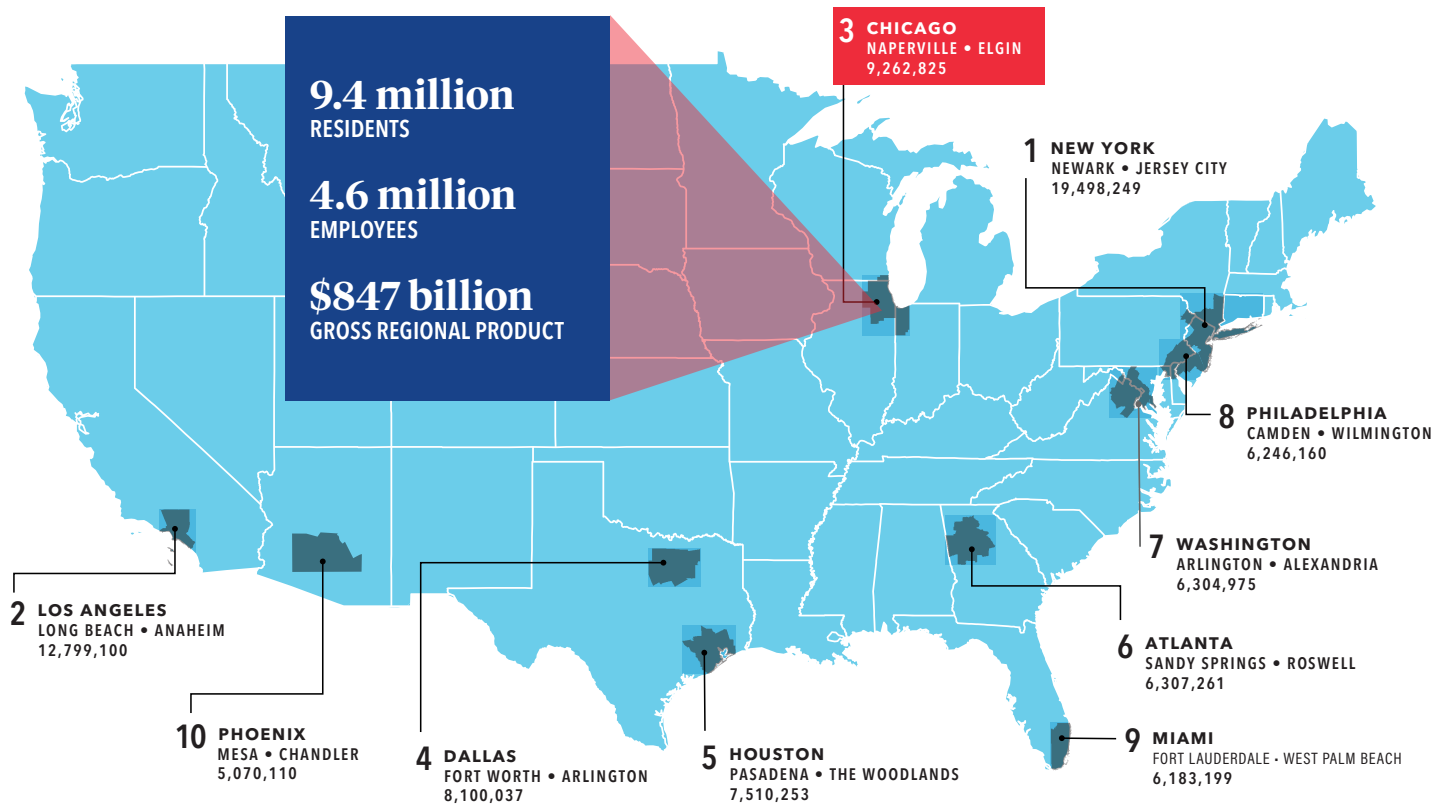 9.4 million
RESIDENTS
4.6 million
EMPLOYEES
$847 billion
GROSS REGIONAL PRODUCT
3 CHICAGO
NAPERVILLE • ELGIN
9,262,825
1 NEW YORK
NEWARK • JERSEY CITY
19,498,249
8 PHILADELPHIA
CAMDEN • WILMINGTON
6,246,160
7 WASHINGTON
ARLINGTON • ALEXANDRIA
6,304,975
2 LOS ANGELES
LONG BEACH • ANAHEIM
12,799,100
6 ATLANTA
SANDY SPRINGS • ROSWELL
6,307,261
10 PHOENIX
MESA • CHANDLER
5,070,110
4 DALLAS
FORT WORTH • ARLINGTON
8,100,037
5 HOUSTON
PASADENA • THE WOODLANDS
7,510,253
9 MIAMI
FORT LAUDERDALE · WEST PALM BEACH
6,183,199